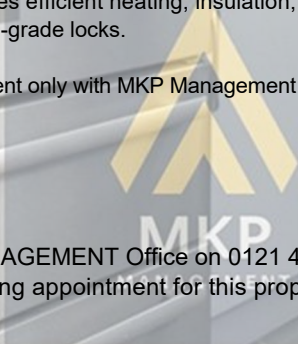 es efficient heating, insulation,
-grade locks.
ent only with MKP Management
MKP
AGEMENT Office on 0121 4
MANAGEMENT
ng appointment for this prop